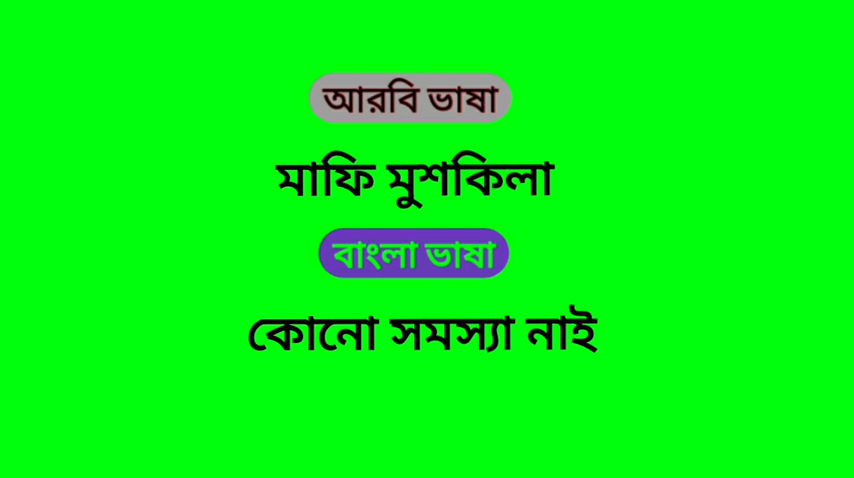 আরবি ভাষা
মাফি মুশকিলা
বাংলা ভাষা
কোনো সমস্যা নাই